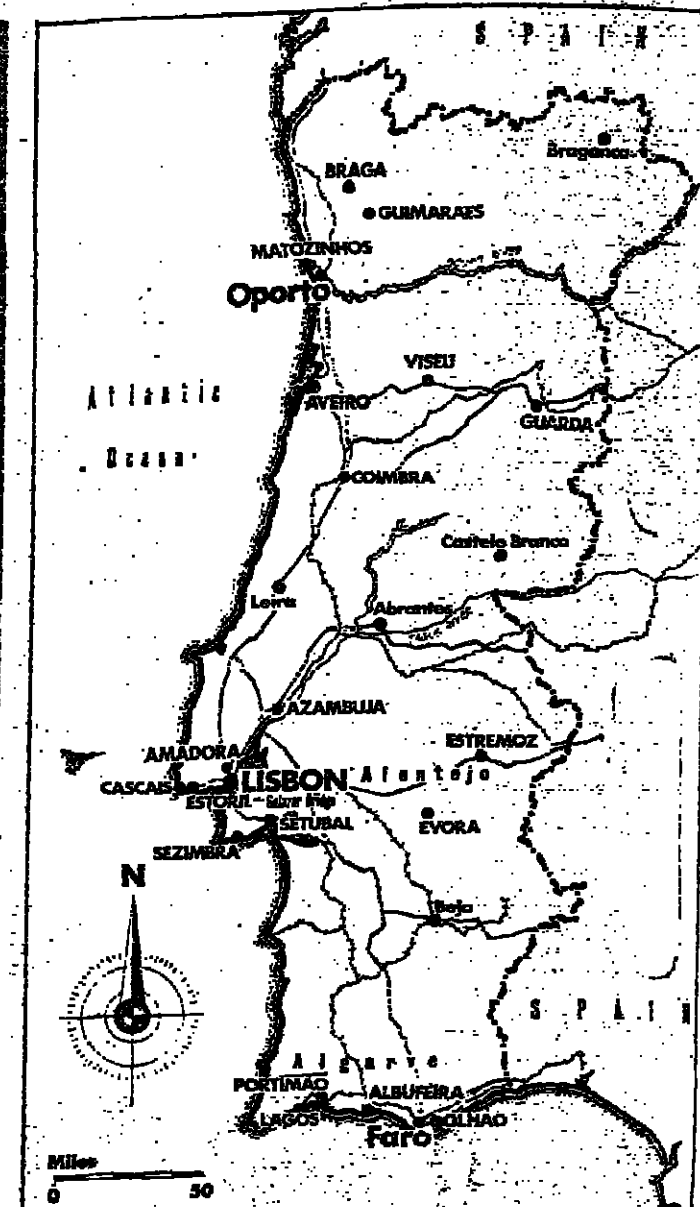 S P A I N
Braganca
BRAGA
GUIMARAES
MATOZINHOS
Oporto
VISEU
Atlantic
AVEIRO
GUARDA
Ocean
COIMBRA
Castelo Branco
Leiria
Abrantes
AZAMBUJA
ESTREMOZ
AMADORA
Alentejo
CASCAIS
LISBON
ESTORIL
SETUBAL
EVORA
SEZIMBRA
N
Beja
S P A I N
Algarve
PORTIMAO
ALBUFEIRA
LAGOS
OLHAO
Faro
Miles
0 50